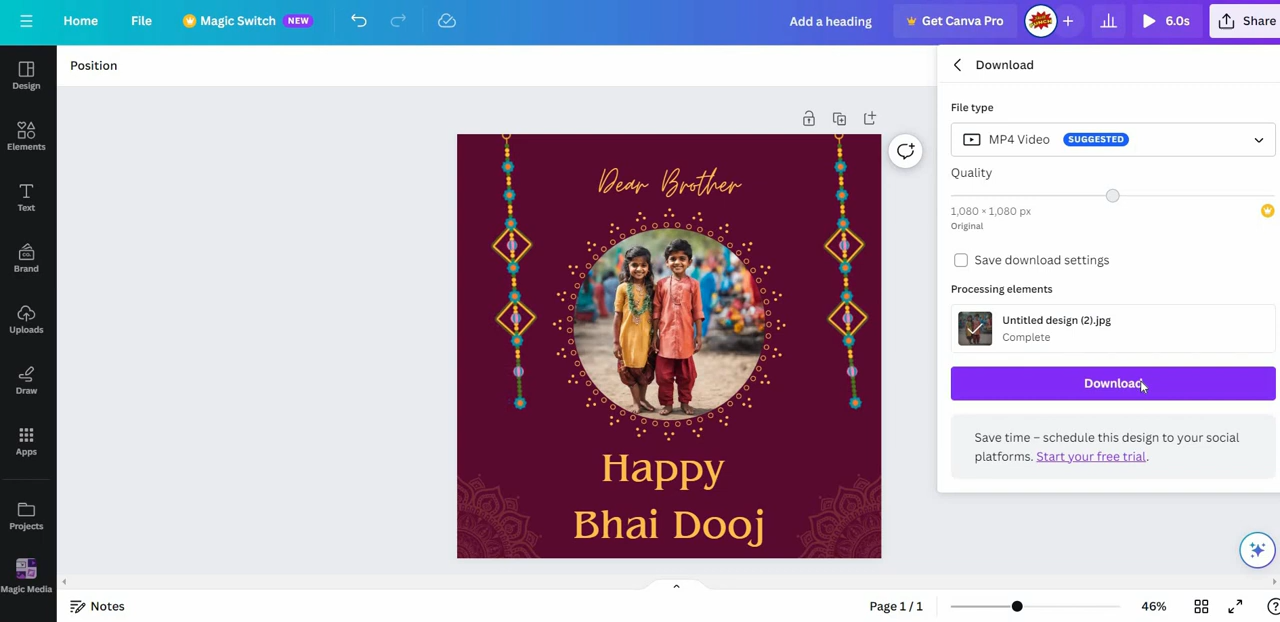 Home
File
Magic Switch NEW
Add a heading
Get Canva Pro
6.0s
Share
Design
Elements
Text
Brand
Uploads
Draw
Apps
Projects
Magic Media
Position
Dear Brother
Happy
Bhai Dooj
Download
File type
MP4 Video SUGGESTED
Quality
1,080 × 1,080 px
Original
Save download settings
Processing elements
Untitled design (2).jpg
Complete
Download
Save time – schedule this design to your social
platforms. Start your free trial.
Notes
Page 1 / 1
46%